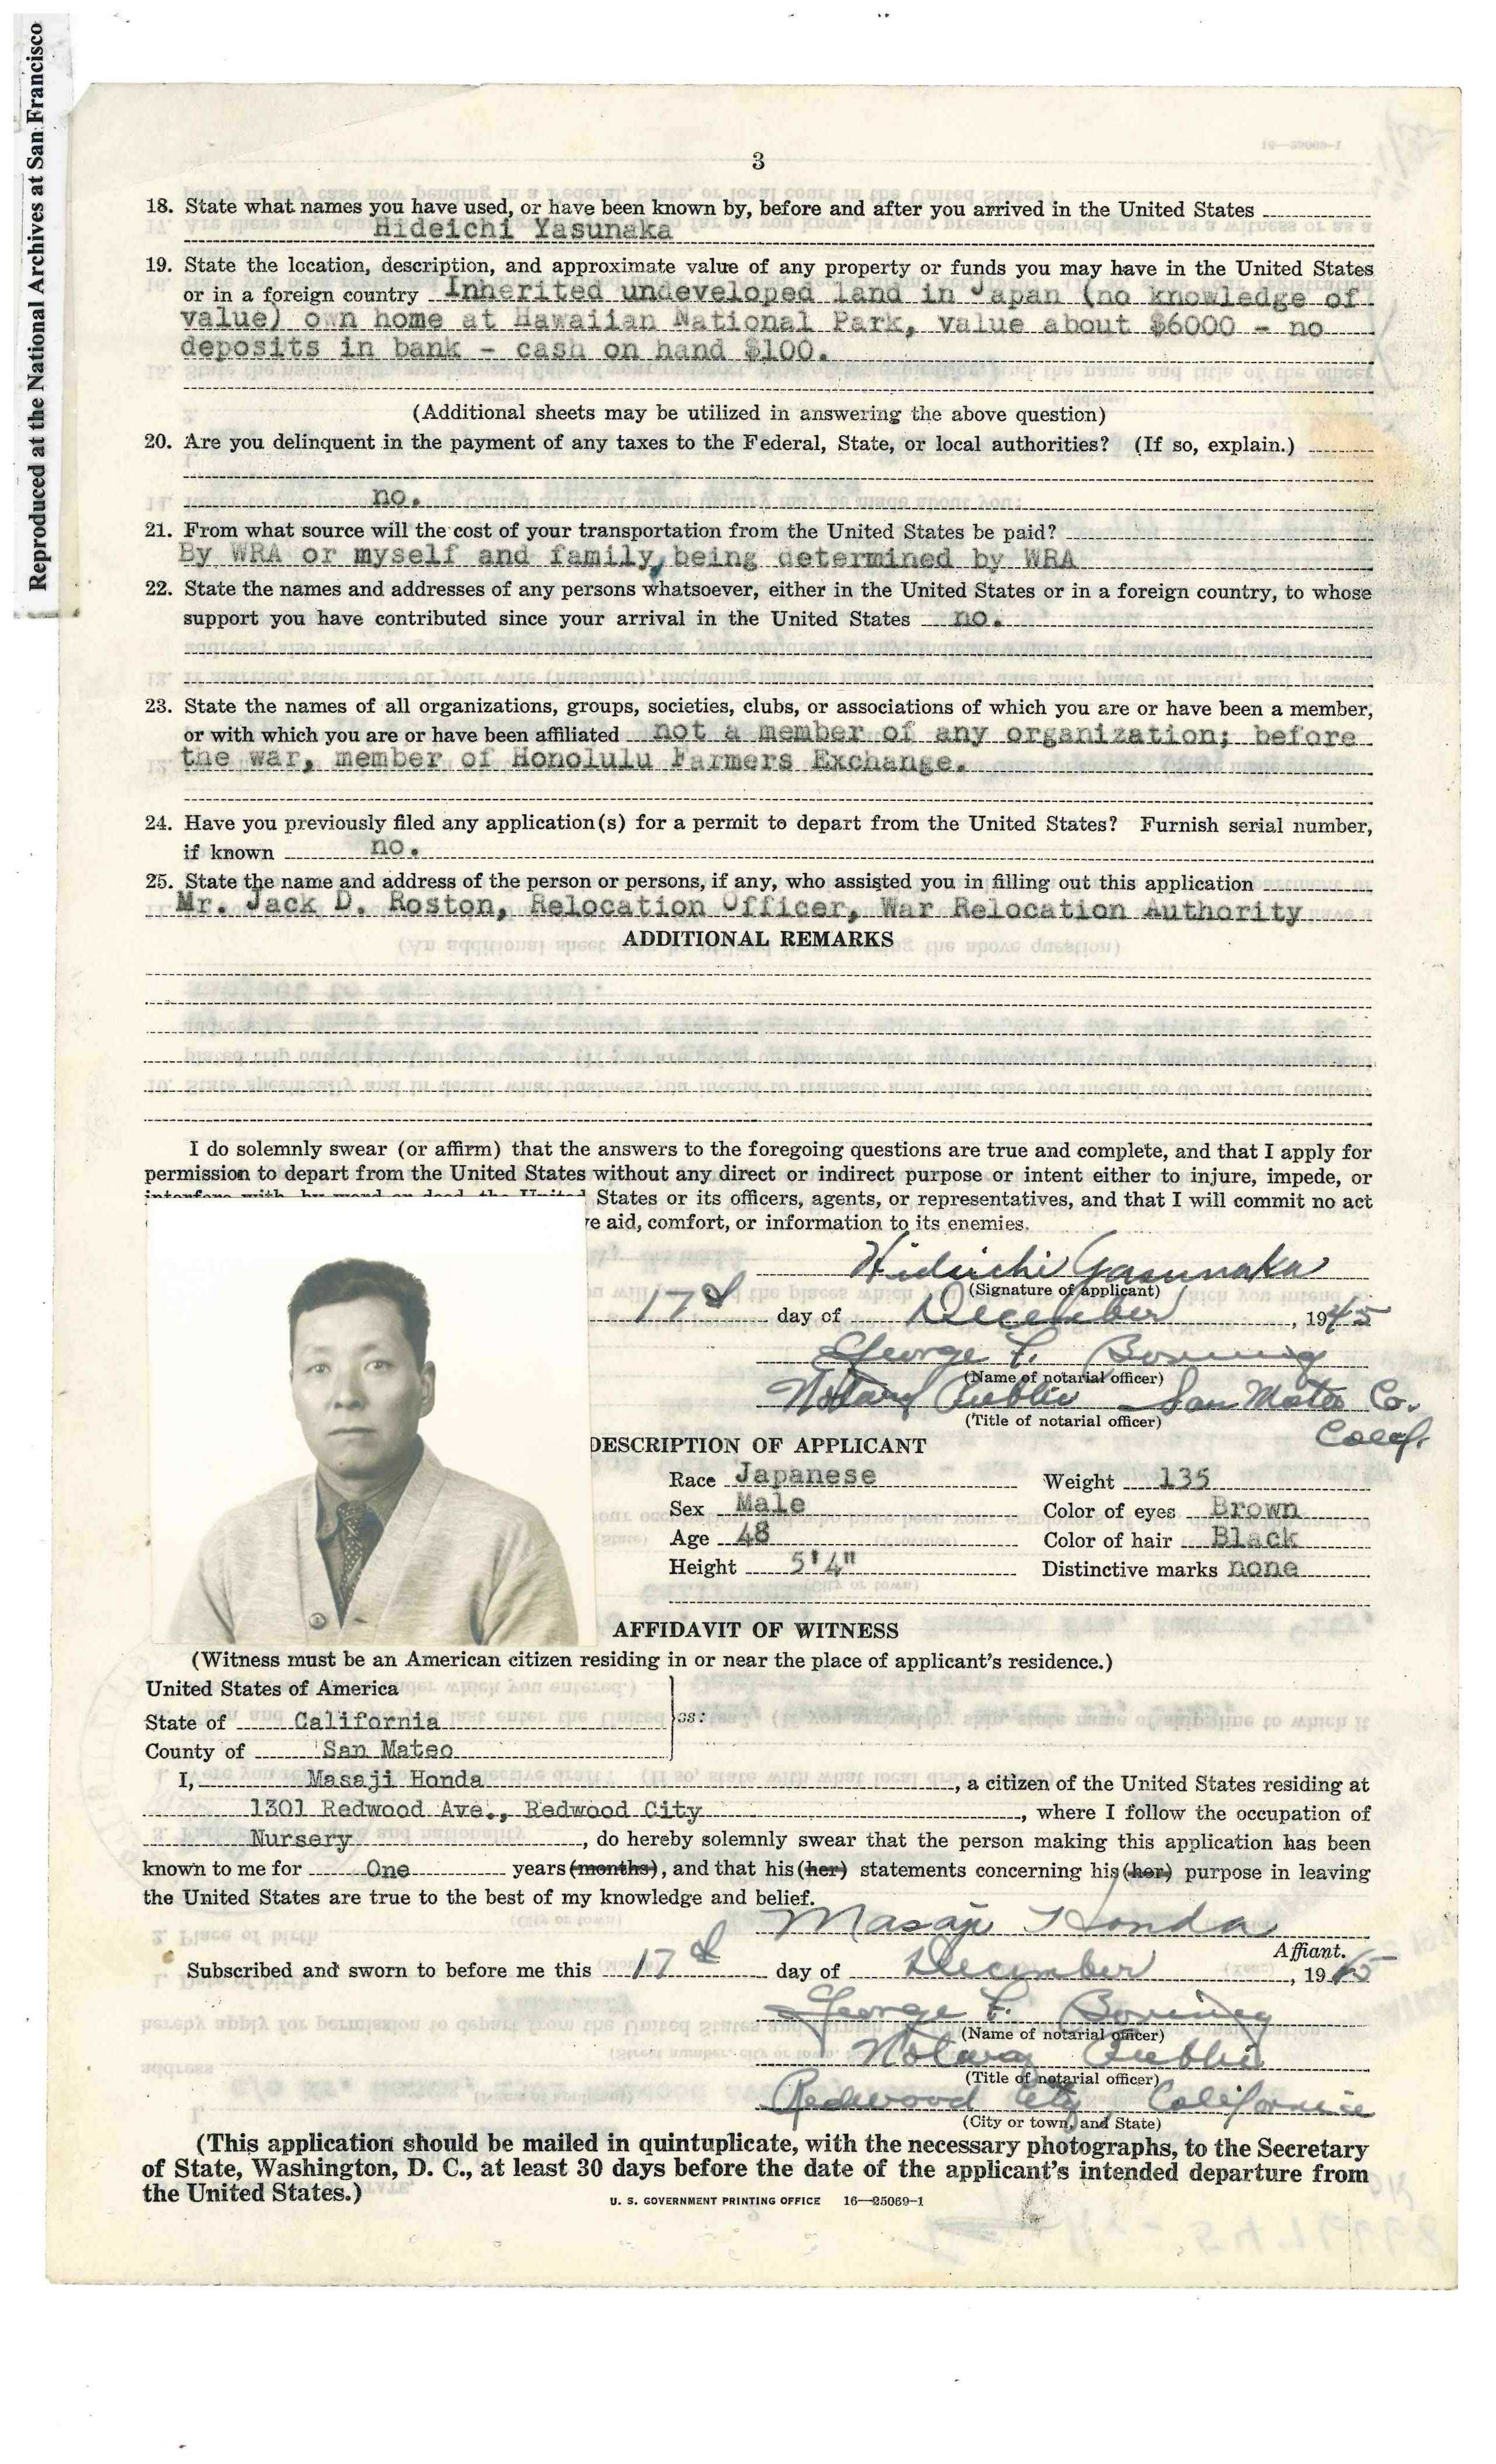 Reproduced at the National Archives at San Francisco
3
18. State what names you have used, or have been known by, before and after you arrived in the United States
Hideichi Yasunaka
19. State the location, description, and approximate value of any property or funds you may have in the United States
or in a foreign country Inherited undeveloped land in Japan (no knowledge of
value) own home at Hawaiian National Park, value about $6000 - no
deposits in bank - cash on hand $100.
(Additional sheets may be utilized in answering the above question)
20. Are you delinquent in the payment of any taxes to the Federal, State, or local authorities? (If so, explain.)
no.
21. From what source will the cost of your transportation from the United States be paid?
By WRA or myself and family, being determined by WRA
22. State the names and addresses of any persons whatsoever, either in the United States or in a foreign country, to whose
support you have contributed since your arrival in the United States no.
23. State the names of all organizations, groups, societies, clubs, or associations of which you are or have been a member,
or with which you are or have been affiliated not a member of any organization; before
the war, member of Honolulu Farmers Exchange.
24. Have you previously filed any application(s) for a permit to depart from the United States? Furnish serial number,
if known no.
25. State the name and address of the person or persons, if any, who assisted you in filling out this application
Mr. Jack D. Roston, Relocation Officer, War Relocation Authority
ADDITIONAL REMARKS
I do solemnly swear (or affirm) that the answers to the foregoing questions are true and complete, and that I apply for
permission to depart from the United States without any direct or indirect purpose or intent either to injure, impede, or
interfere with, by word or deed, the United States or its officers, agents, or representatives, and that I will commit no act
aid, comfort, or information to its enemies.
Hideichi Yasunaka
(Signature of applicant)
17th day of December, 1945
George F.
(Name of notarial officer)
Notary Public San Mateo Co.
(Title of notarial officer)
Calif.
DESCRIPTION OF APPLICANT
Race Japanese Weight 135
Sex Male Color of eyes Brown
Age 48 Color of hair Black
Height 5'4" Distinctive marks none
AFFIDAVIT OF WITNESS
(Witness must be an American citizen residing in or near the place of applicant's residence.)
United States of America
State of California ss:
County of San Mateo
I, Masaji Honda, a citizen of the United States residing at
1301 Redwood Ave., Redwood City, where I follow the occupation of
Nursery, do hereby solemnly swear that the person making this application has been
known to me for One years (months), and that his (her) statements concerning his (her) purpose in leaving
the United States are true to the best of my knowledge and belief.
Masaji Honda
Affiant.
Subscribed and sworn to before me this 17th day of December, 1945
George F.
(Name of notarial officer)
Notary Public
(Title of notarial officer)
Redwood City California
(City or town, and State)
(This application should be mailed in quintuplicate, with the necessary photographs, to the Secretary
of State, Washington, D. C., at least 30 days before the date of the applicant's intended departure from
the United States.)
U. S. GOVERNMENT PRINTING OFFICE 16—25069-1